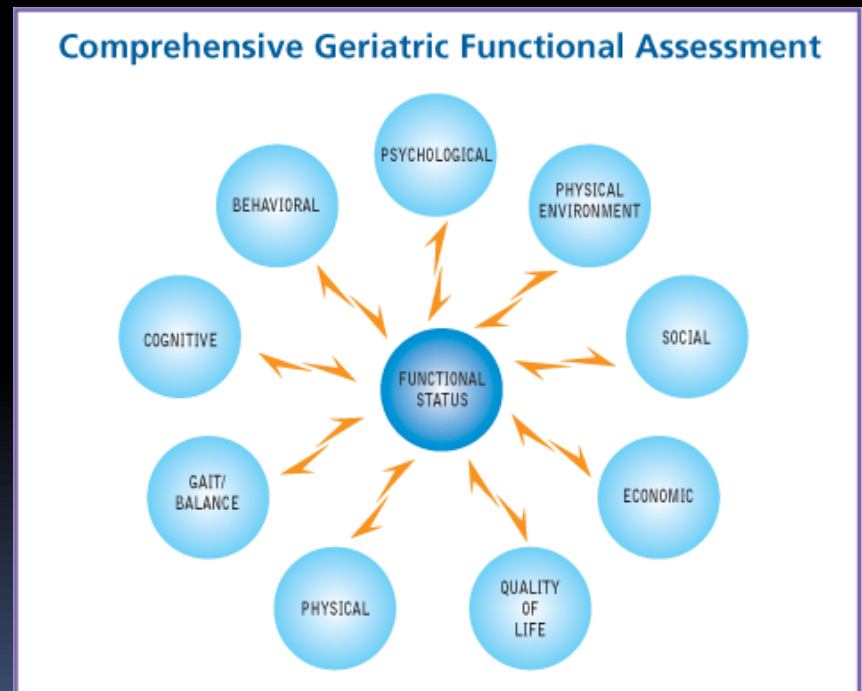 Comprehensive Geriatric Functional Assessment
PSYCHOLOGICAL
BEHAVIORAL
PHYSICAL
ENVIRONMENT
COGNITIVE
SOCIAL
FUNCTIONAL
STATUS
GAIT/
BALANCE
ECONOMIC
PHYSICAL
QUALITY
OF
LIFE